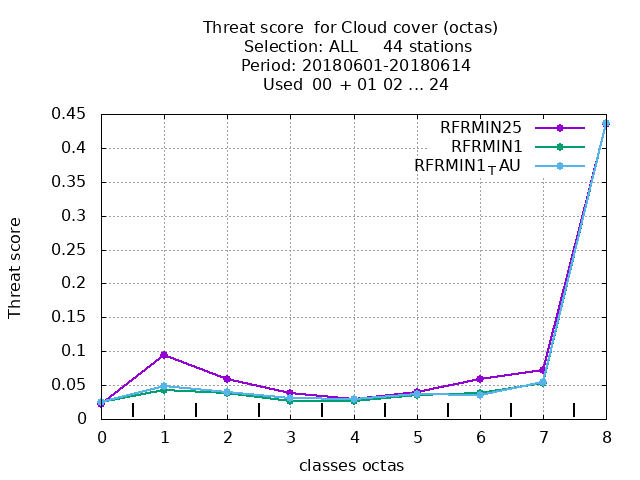 Threat score  for Cloud cover (octas)
Selection: ALL     44 stations
Period: 20180601-20180614
Used  00 + 01 02 ... 24
RFRMIN25
RFRMIN1
RFRMIN1TAU
0.45
0.4
0.35
0.3
0.25
0.2
0.15
0.1
0.05
0
Threat score
0 1 2 3 4 5 6 7 8
classes octas